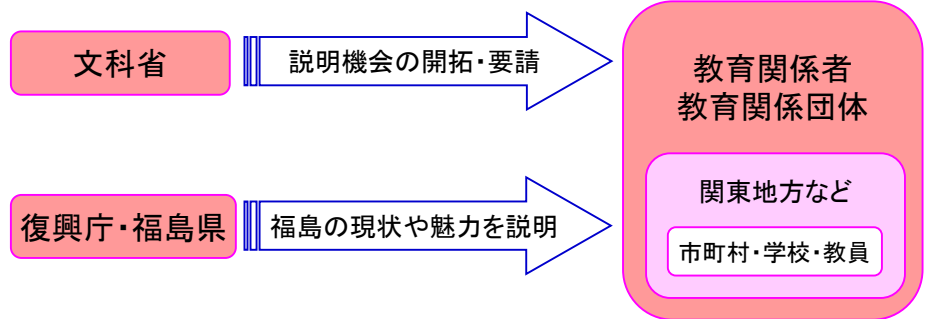 文科省
説明機会の開拓・要請
教育関係者
教育関係団体
復興庁・福島県
福島の現状や魅力を説明
関東地方など
市町村・学校・教員